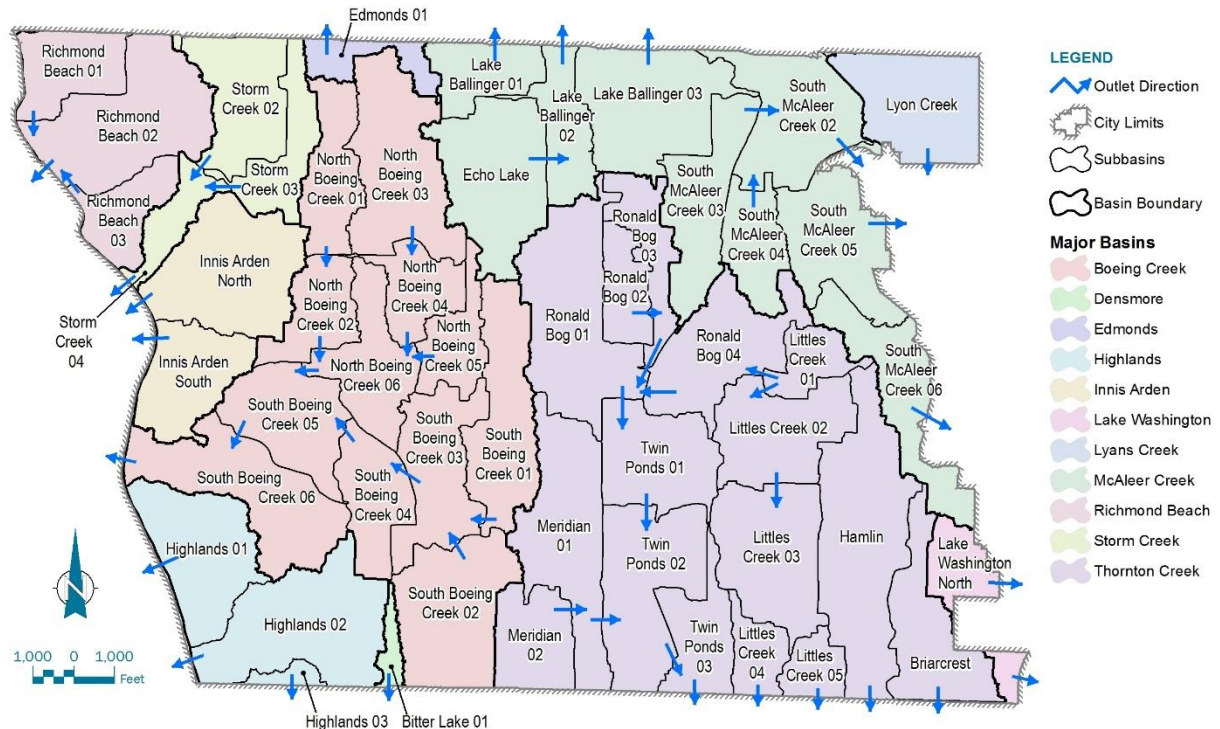 Edmonds 01
Richmond
Beach 01
Storm
Creek 02
Lake
Ballinger 01
Lake
Ballinger
02
Lake Ballinger 03
South
McAleer
Creek 02
Lyon Creek
Richmond
Beach 02
Storm
Creek 03
North
Boeing
Creek 01
North
Boeing
Creek 03
Echo Lake
South
McAleer
Creek 03
South
McAleer
Creek 04
South
McAleer
Creek 05
Richmond
Beach
03
Ronald
Bog
03
Innis Arden
North
North
Boeing
Creek 02
North
Boeing
Creek 04
Ronald
Bog 02
Storm
Creek
04
Innis Arden
South
North
Boeing
Creek 05
North Boeing
Creek 06
Ronald
Bog 01
Ronald
Bog 04
Littles
Creek
01
South
McAleer
Creek 06
South Boeing
Creek 05
South
Boeing
Creek
03
South
Boeing
Creek 01
Littles Creek 02
South Boeing
Creek 06
South
Boeing
Creek 04
Twin
Ponds 01
Highlands 01
Meridian
01
Twin
Ponds 02
Littles
Creek 03
Hamlin
Lake
Washington
North
Highlands 02
South Boeing
Creek 02
Meridian
02
Twin
Ponds
03
Littles
Creek
04
Littles
Creek 05
Briarcrest
Highlands 03
Bitter Lake 01
N
1,000 0 1,000
Feet
LEGEND
Outlet Direction
City Limits
Subbasins
Basin Boundary
Major Basins
Boeing Creek
Densmore
Edmonds
Highlands
Innis Arden
Lake Washington
Lyans Creek
McAleer Creek
Richmond Beach
Storm Creek
Thornton Creek